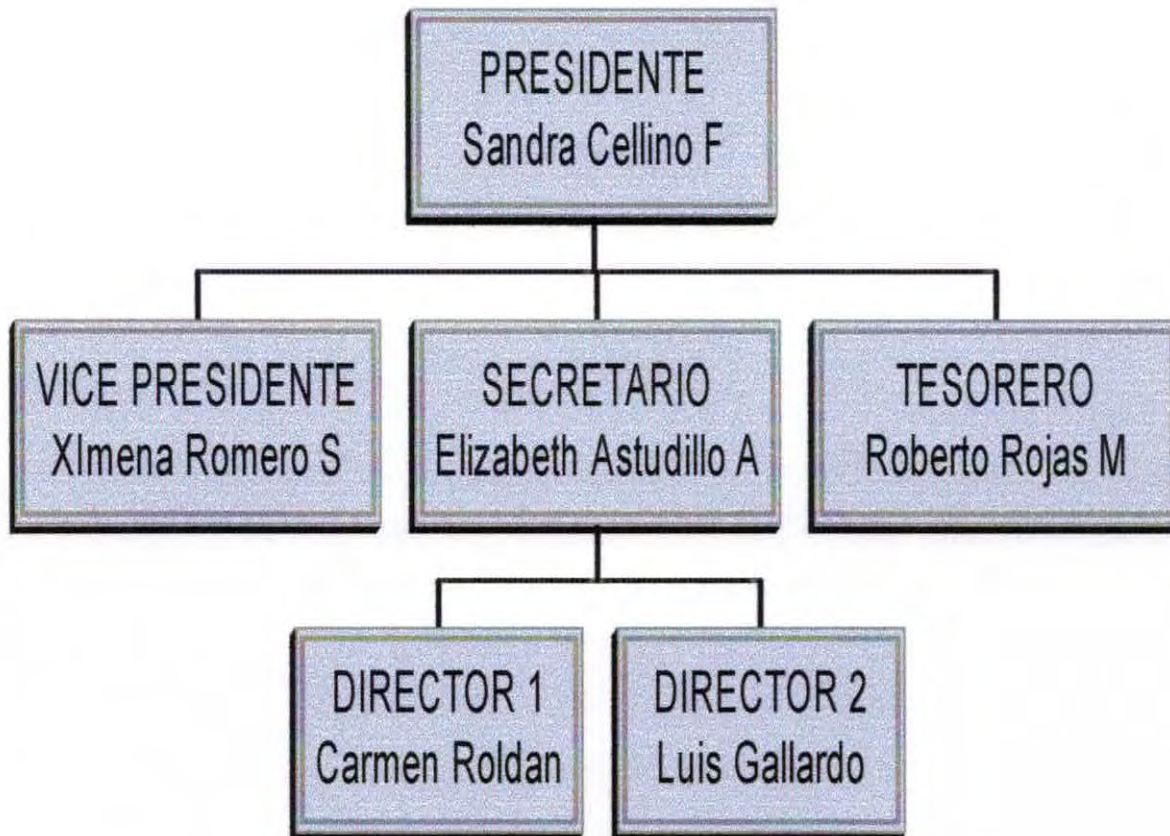 PRESIDENTE
Sandra Cellino F
VICE PRESIDENTE
XImena Romero S
SECRETARIO
Elizabeth Astudillo A
TESORERO
Roberto Rojas M
DIRECTOR 1
Carmen Roldan
DIRECTOR 2
Luis Gallardo